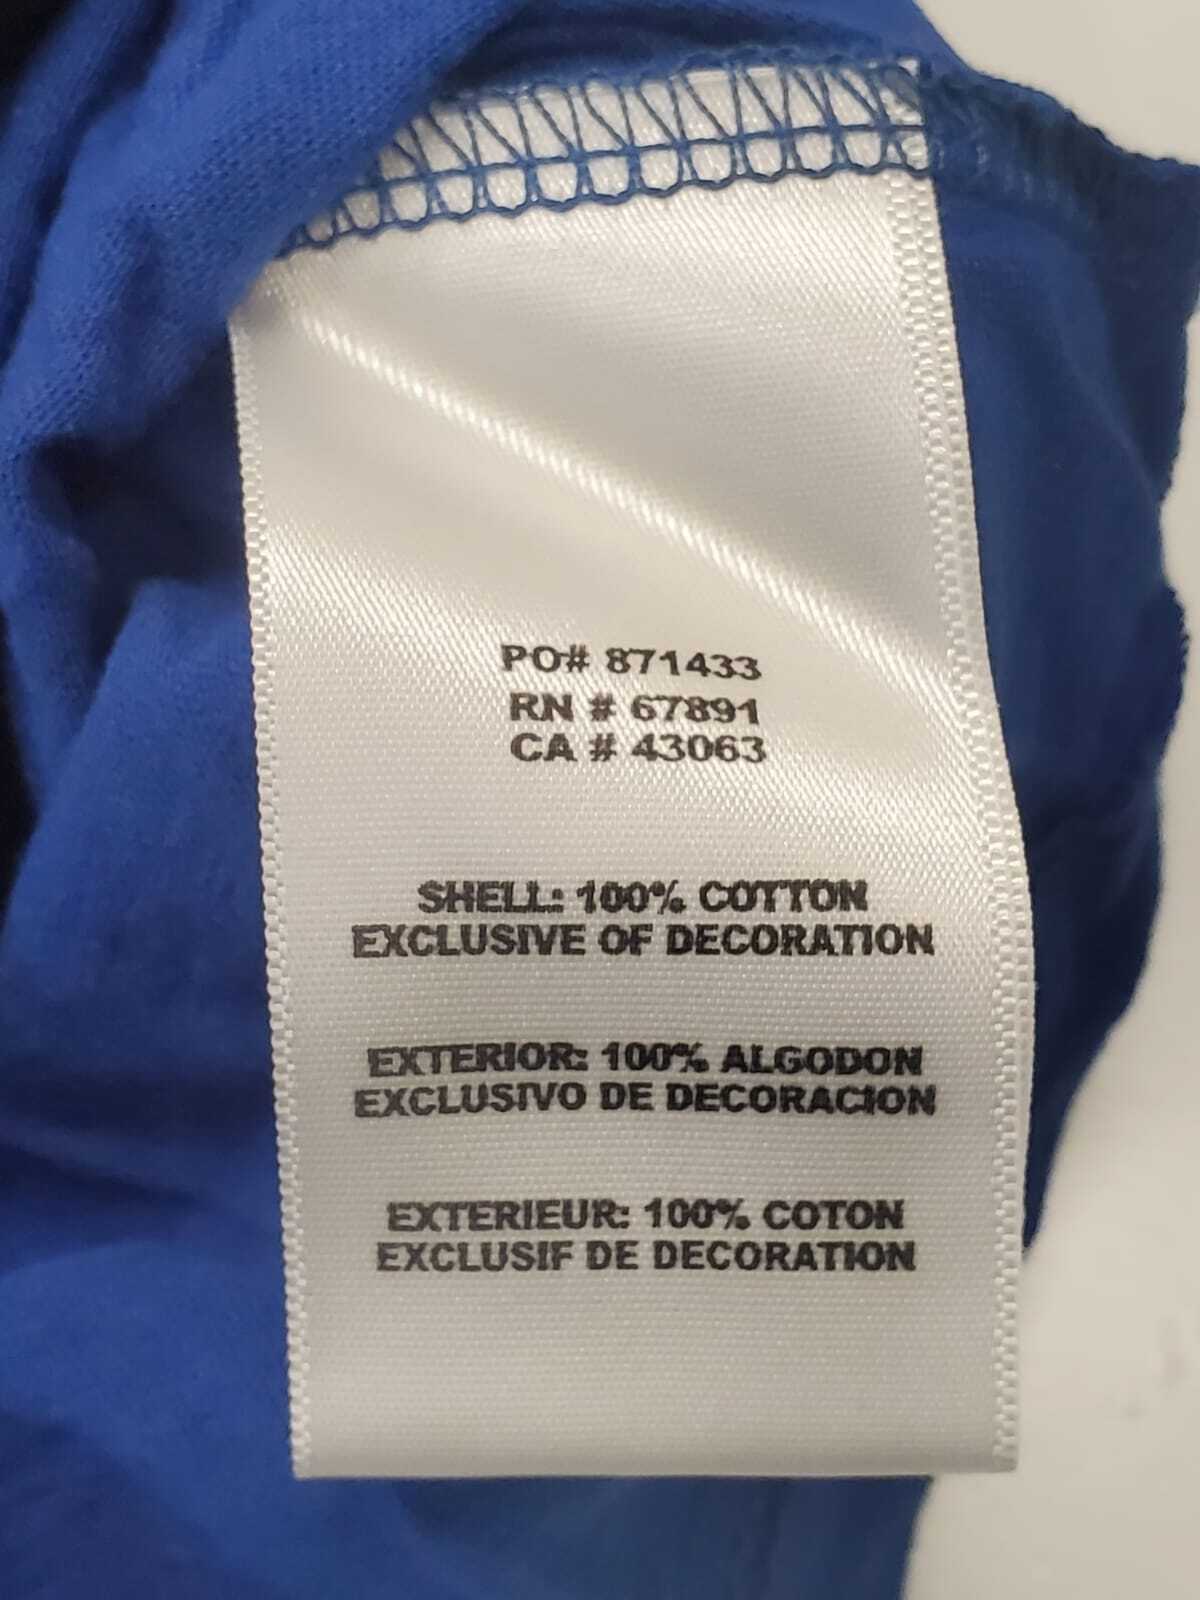 PO# 871433
RN # 67891
CA # 43063
SHELL: 100% COTTON
EXCLUSIVE OF DECORATION
EXTERIOR: 100% ALGODON
EXCLUSIVO DE DECORACION
EXTERIEUR: 100% COTON
EXCLUSIF DE DECORATION